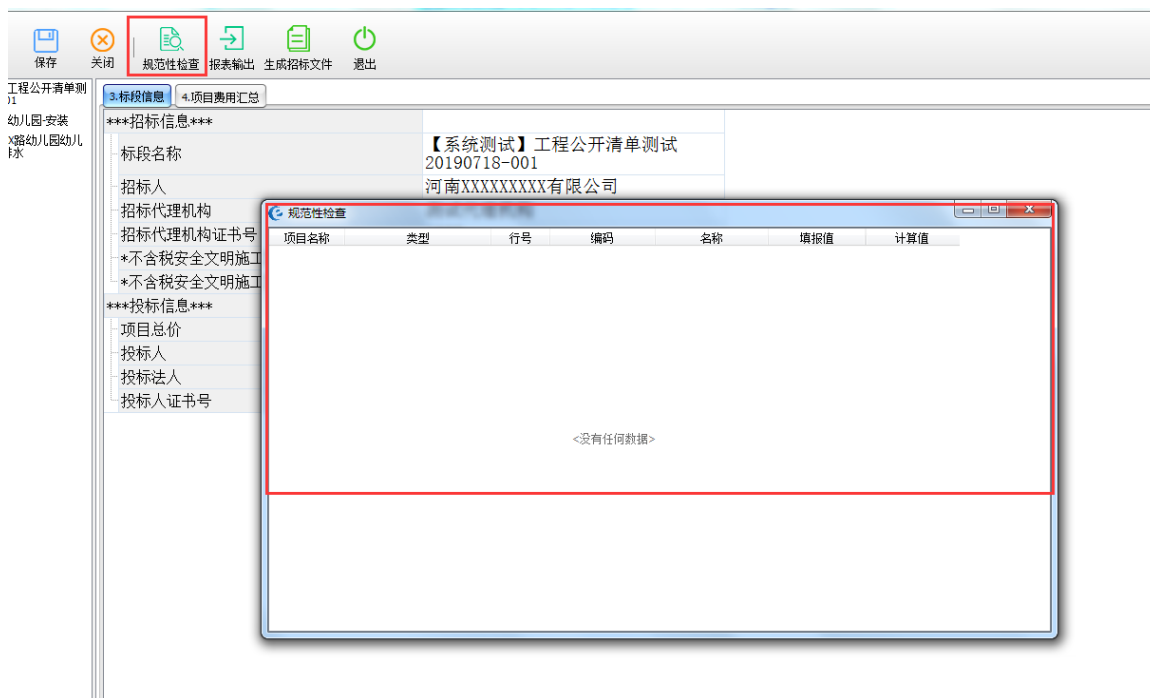 保存
关闭
规范性检查
报表输出
生成招标文件
退出
工程公开清单测
01
幼儿园-安装
X路幼儿园幼儿
排水
3.标段信息
4.项目费用汇总
***招标信息***
标段名称
【系统测试】工程公开清单测试
20190718-001
招标人
河南XXXXXXXXX有限公司
招标代理机构
招标代理机构证书号
*不含税安全文明施工
*不含税安全文明施工
***投标信息***
项目总价
投标人
投标法人
投标人证书号
规范性检查
项目名称 类型 行号 编码 名称 填报值 计算值
<没有任何数据>